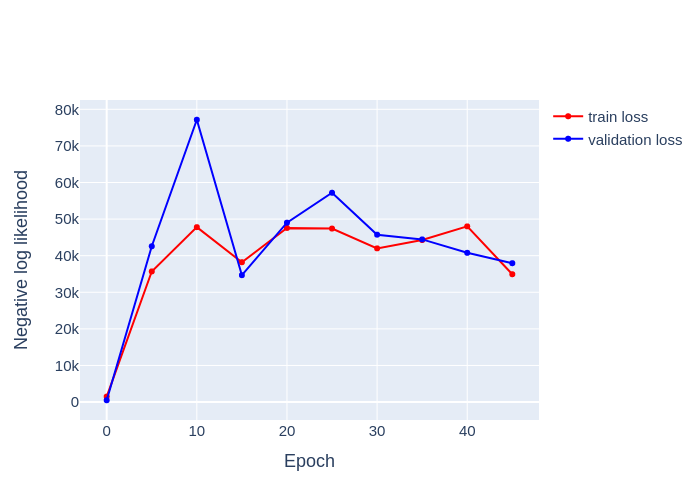 80k
70k
60k
50k
40k
30k
20k
10k
0
0 10 20 30 40
Epoch
Negative log likelihood
train loss
validation loss